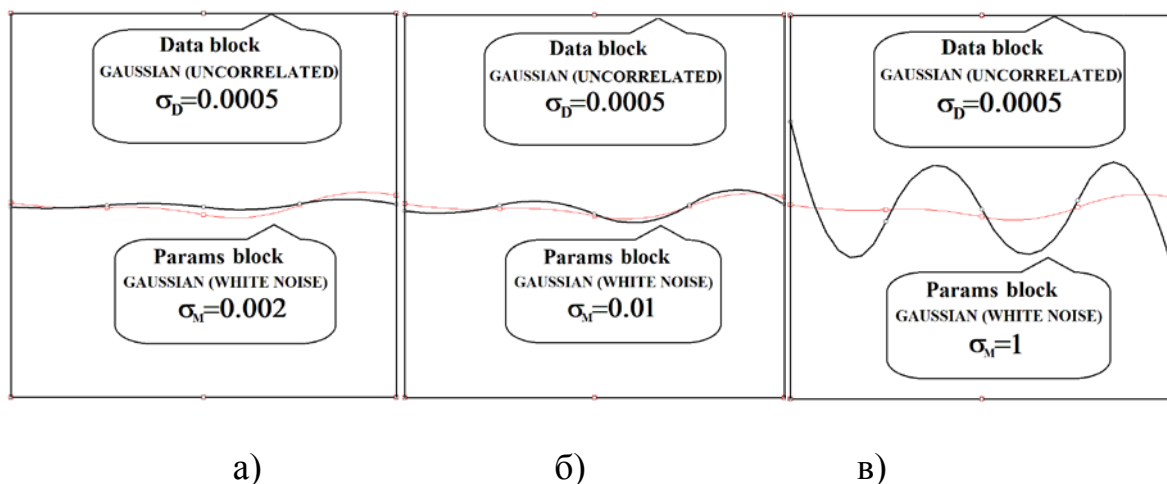 Data block
GAUSSIAN (UNCORRELATED)
σD=0.0005
Params block
GAUSSIAN (WHITE NOISE)
σM=0.002
Data block
GAUSSIAN (UNCORRELATED)
σD=0.0005
Params block
GAUSSIAN (WHITE NOISE)
σM=0.01
Data block
GAUSSIAN (UNCORRELATED)
σD=0.0005
Params block
GAUSSIAN (WHITE NOISE)
σM=1
а) б) в)